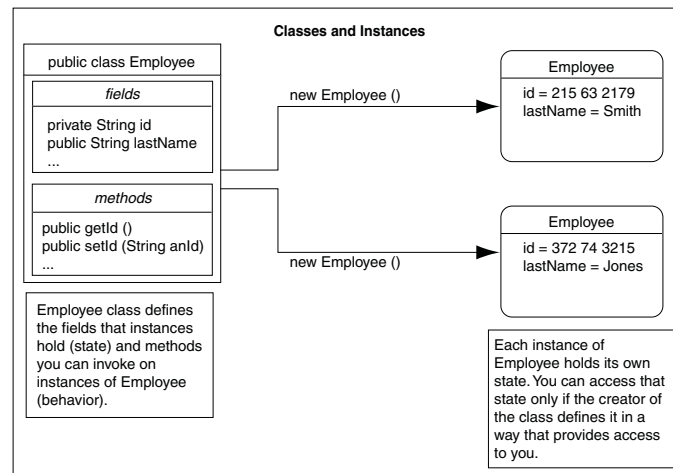 Classes and Instances
public class Employee
fields
private String id
public String lastName
...
methods
public getId ()
public setId (String anId)
...
Employee class defines
the fields that instances
hold (state) and methods
you can invoke on
instances of Employee
(behavior).
new Employee ()
new Employee ()
Employee
id = 215 63 2179
lastName = Smith
Employee
id = 372 74 3215
lastName = Jones
Each instance of
Employee holds its own
state. You can access that
state only if the creator of
the class defines it in a
way that provides access
to you.